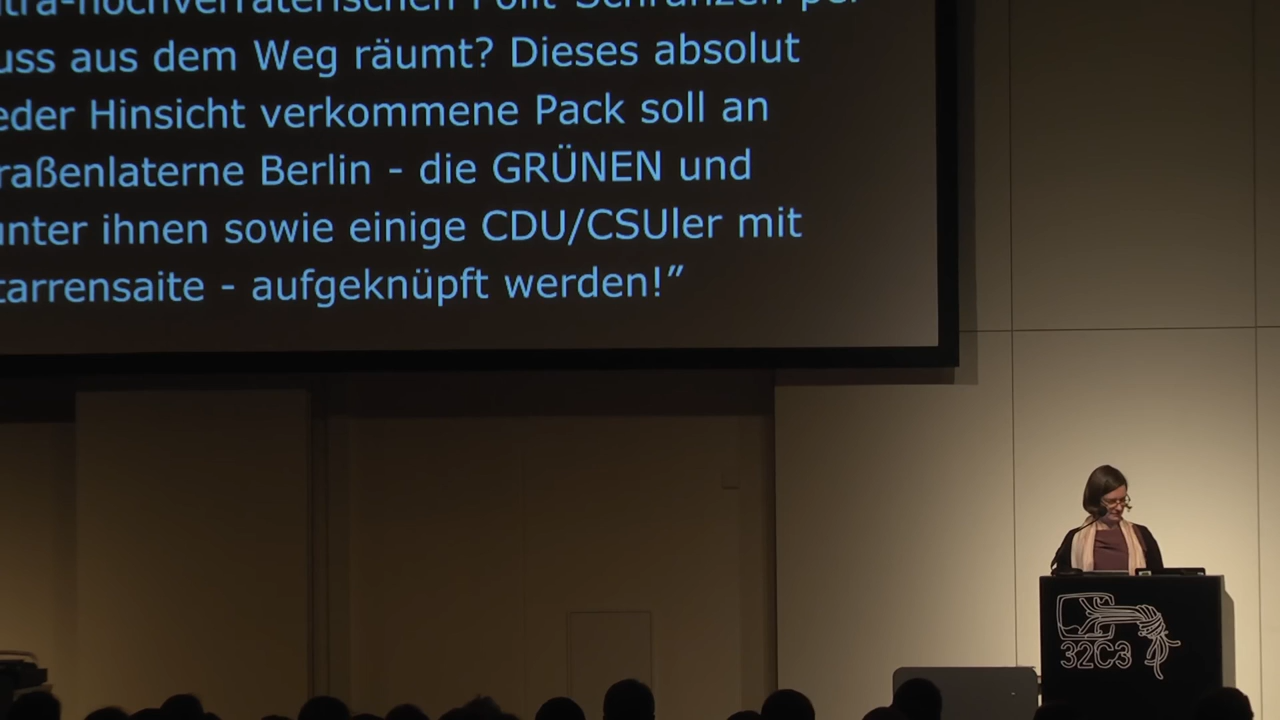 uss aus dem Weg räumt? Dieses absolut
eder Hinsicht verkommene Pack soll an
raßenlaterne Berlin - die GRÜNEN und
unter ihnen sowie einige CDU/CSUler mit
tarrensaite - aufgeknüpft werden!”
32C3